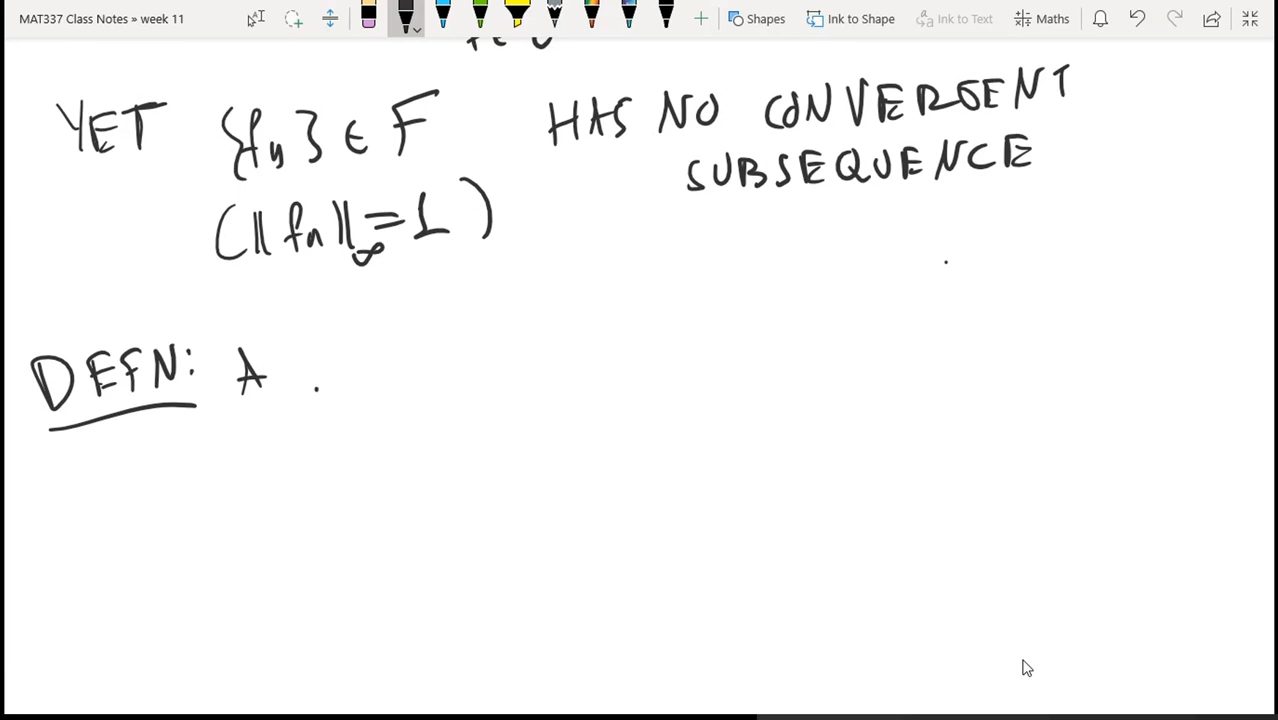 MAT337 Class Notes » week 11
Shapes
Ink to Shape
Ink to Text
Maths
YET {fn} ∈ F HAS NO CONVERGENT
SUBSEQUENCE
(‖fn‖∞ = 1)
DEFN: A